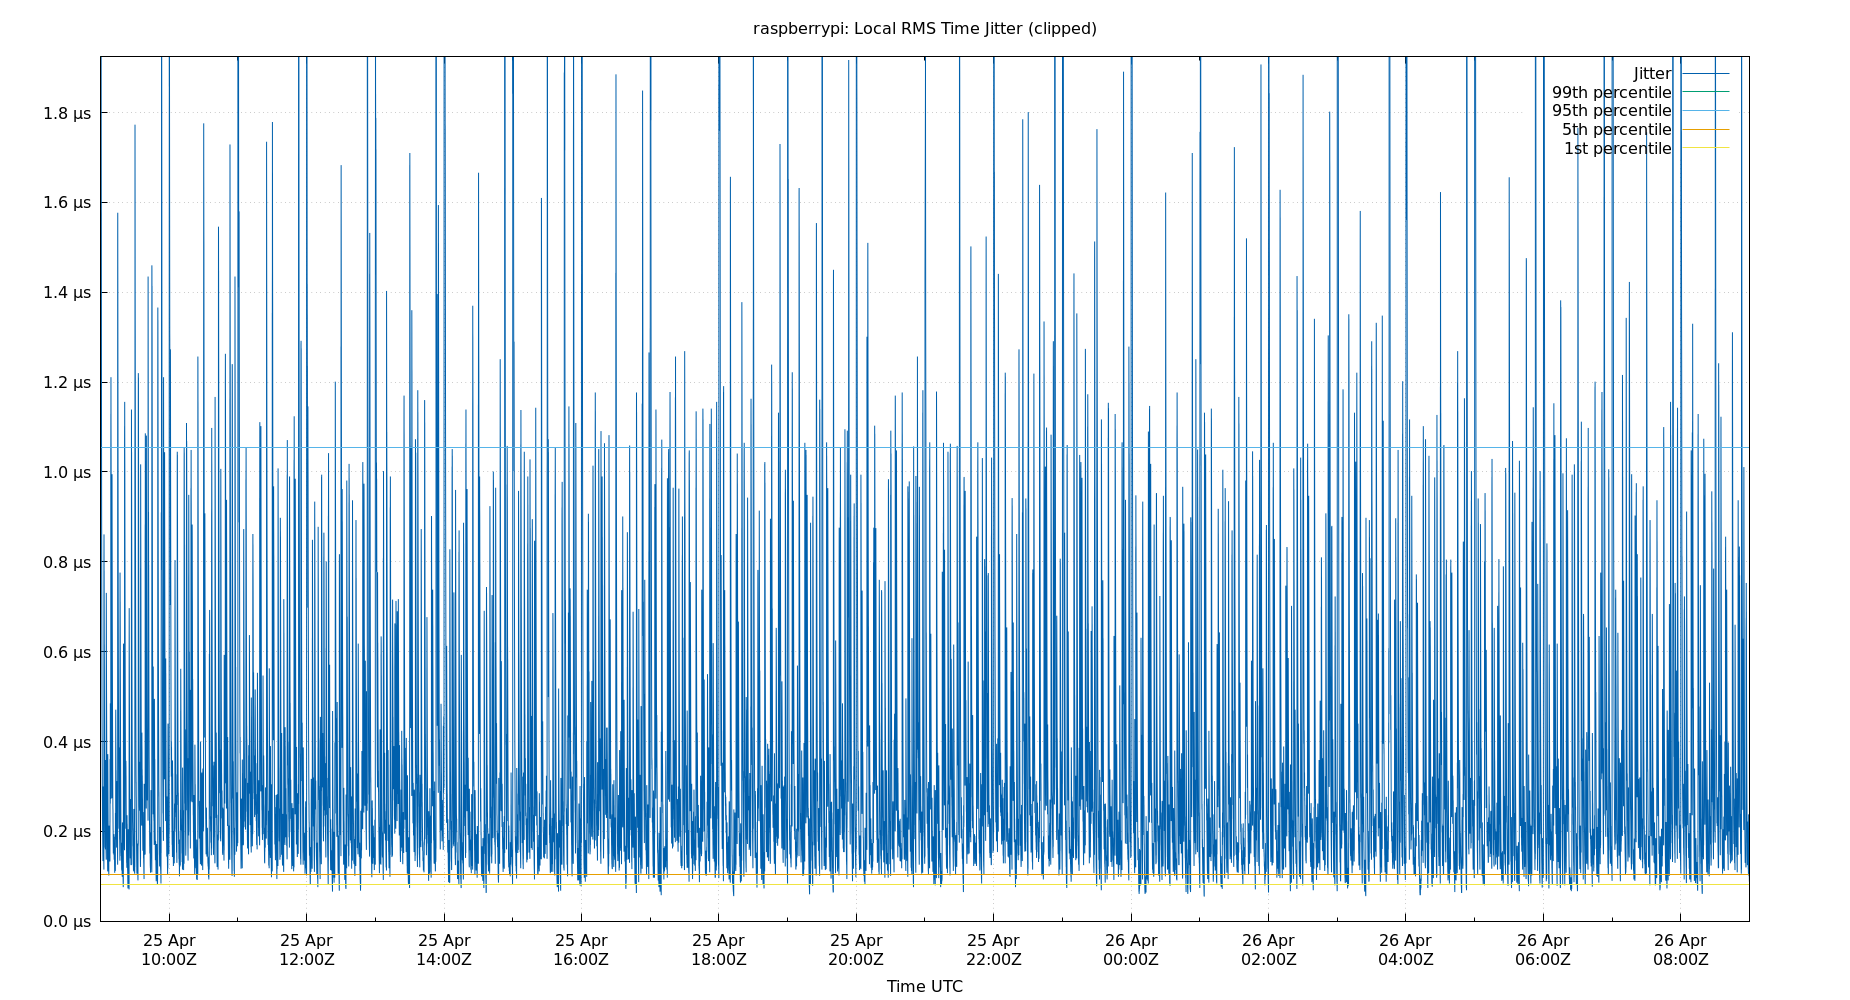 raspberrypi: Local RMS Time Jitter (clipped)
Jitter
99th percentile
95th percentile
5th percentile
1st percentile
1.8 µs
1.6 µs
1.4 µs
1.2 µs
1.0 µs
0.8 µs
0.6 µs
0.4 µs
0.2 µs
0.0 µs
25 Apr 25 Apr 25 Apr 25 Apr 25 Apr 25 Apr 25 Apr 26 Apr 26 Apr 26 Apr 26 Apr 26 Apr
10:00Z 12:00Z 14:00Z 16:00Z 18:00Z 20:00Z 22:00Z 00:00Z 02:00Z 04:00Z 06:00Z 08:00Z
Time UTC